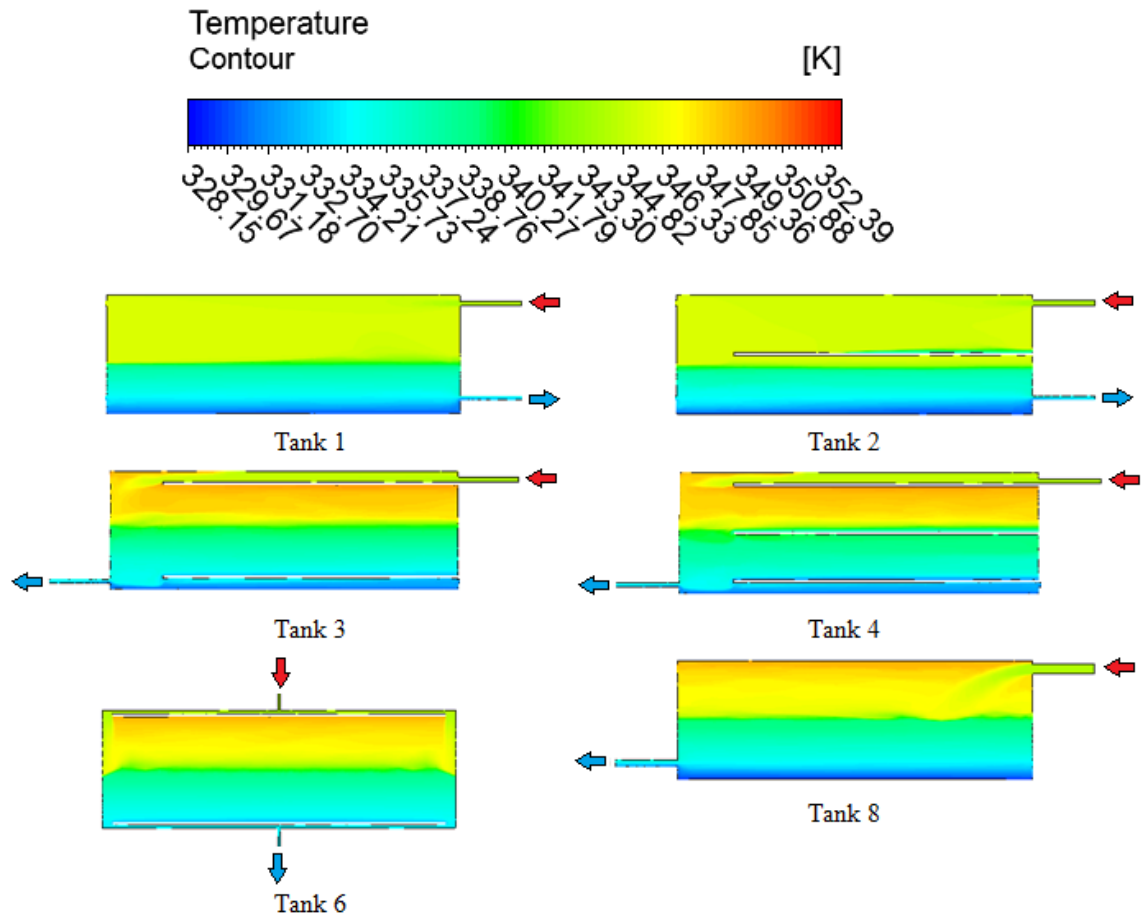 Temperature
Contour [K]
328.15 329.67 331.18 332.70 334.21 335.73 337.24 338.76 340.27 341.79 343.30 344.82 346.33 347.85 349.36 350.88 352.39
Tank 1 Tank 2
Tank 3 Tank 4
Tank 8
Tank 6